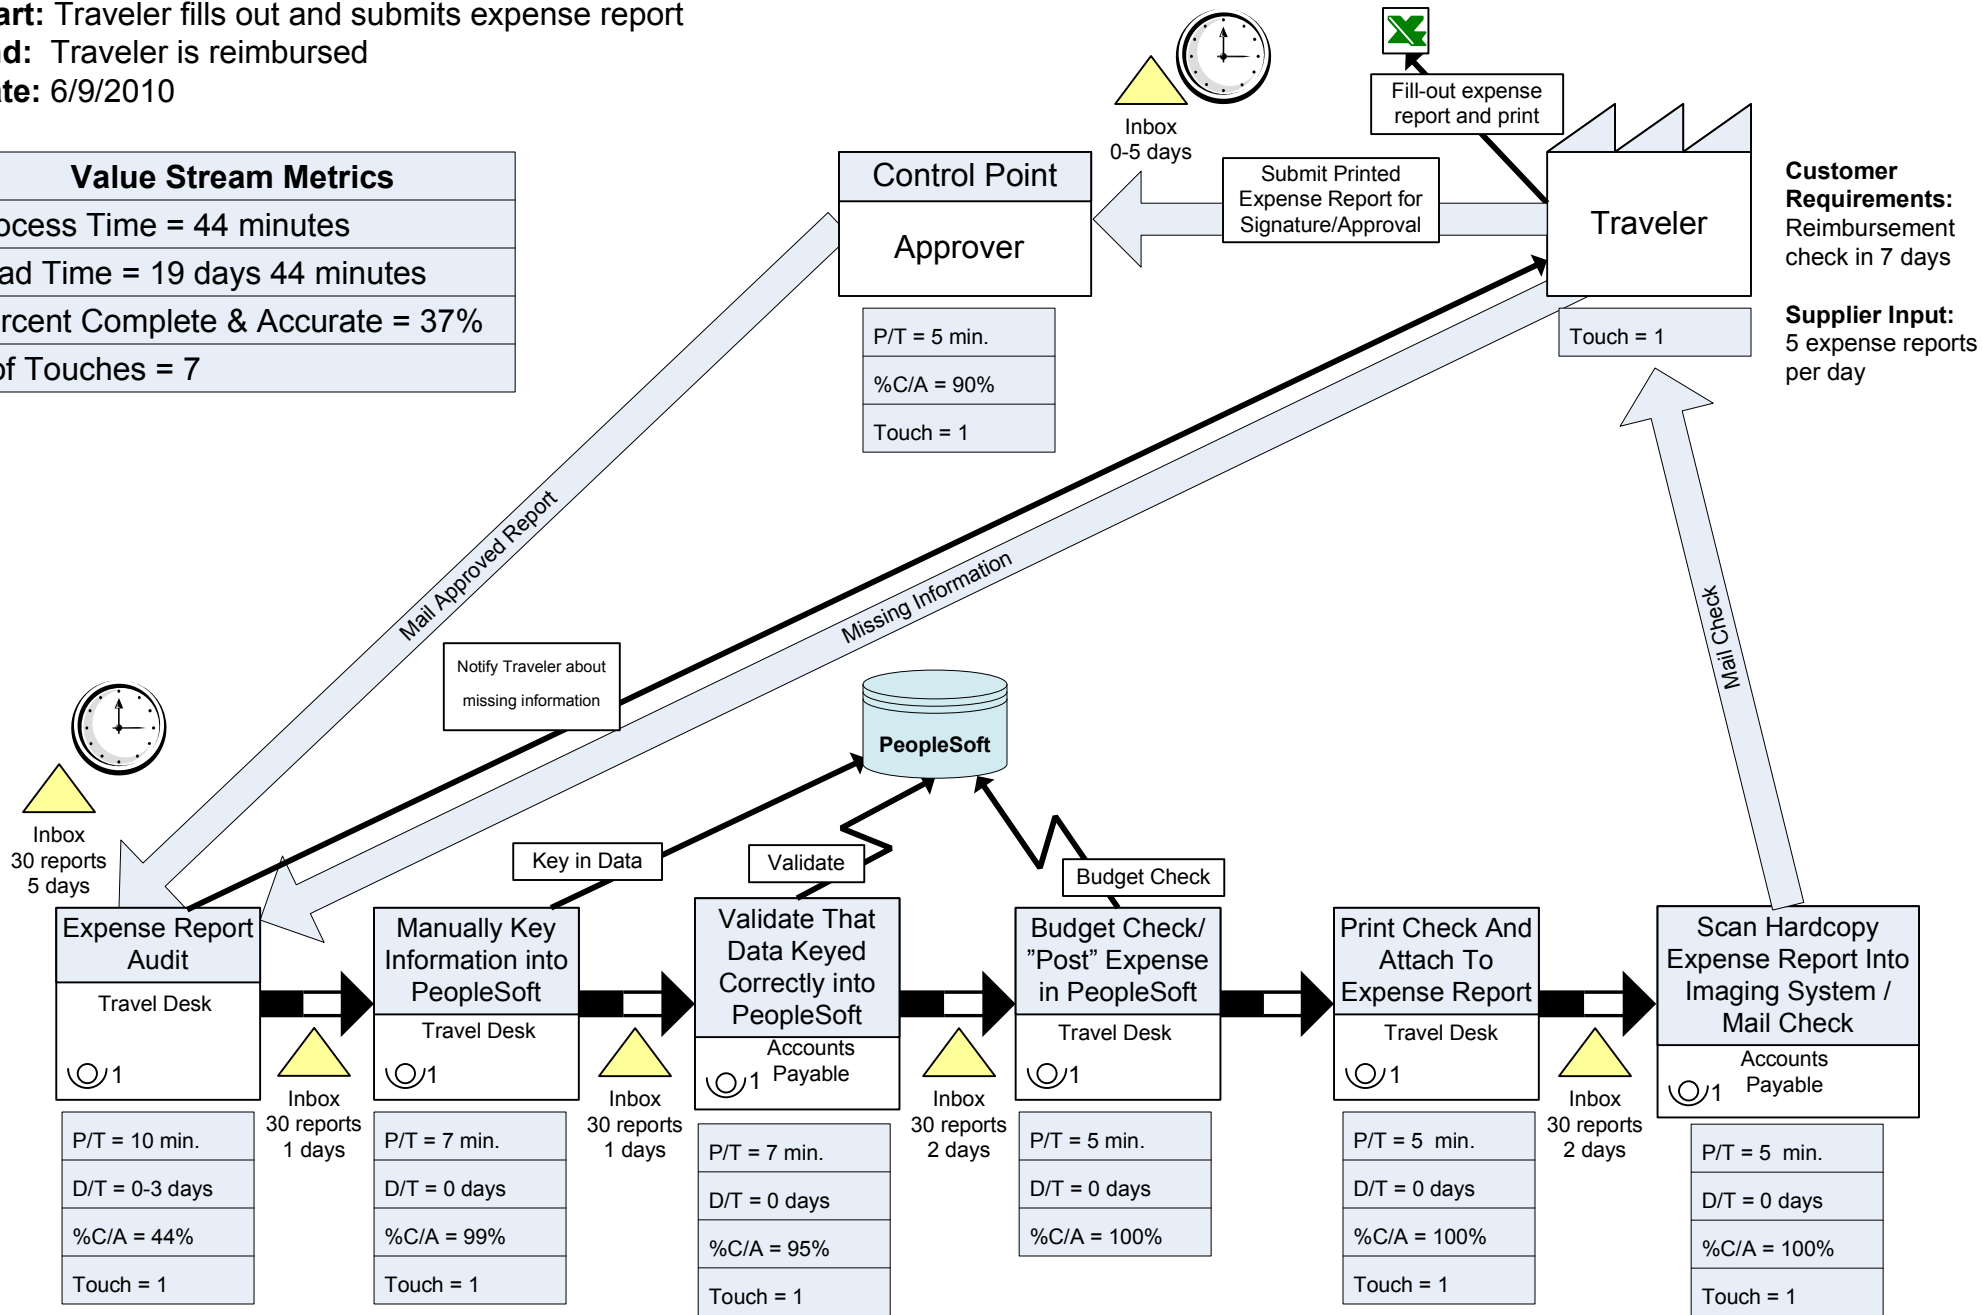 art: Traveler fills out and submits expense report
nd: Traveler is reimbursed
ate: 6/9/2010
Value Stream Metrics
ocess Time = 44 minutes
ad Time = 19 days 44 minutes
rcent Complete & Accurate = 37%
of Touches = 7
Inbox
0-5 days
Fill-out expense
report and print
Control Point
Approver
Submit Printed
Expense Report for
Signature/Approval
Traveler
Customer
Requirements:
Reimbursement
check in 7 days
Supplier Input:
5 expense reports
per day
P/T = 5 min.
%C/A = 90%
Touch = 1
Touch = 1
Mail Approved Report
Missing Information
Mail Check
Notify Traveler about
missing information
PeopleSoft
Inbox
30 reports
5 days
Key in Data
Validate
Budget Check
Expense Report
Audit
Travel Desk
1
Manually Key
Information into
PeopleSoft
Travel Desk
1
Validate That
Data Keyed
Correctly into
PeopleSoft
Accounts
Payable
1
Budget Check/
”Post” Expense
in PeopleSoft
Travel Desk
1
Print Check And
Attach To
Expense Report
Travel Desk
1
Scan Hardcopy
Expense Report Into
Imaging System /
Mail Check
Accounts
Payable
1
Inbox
30 reports
1 days
Inbox
30 reports
1 days
Inbox
30 reports
2 days
Inbox
30 reports
2 days
P/T = 10 min.
D/T = 0-3 days
%C/A = 44%
Touch = 1
P/T = 7 min.
D/T = 0 days
%C/A = 99%
Touch = 1
P/T = 7 min.
D/T = 0 days
%C/A = 95%
Touch = 1
P/T = 5 min.
D/T = 0 days
%C/A = 100%
P/T = 5 min.
D/T = 0 days
%C/A = 100%
Touch = 1
P/T = 5 min.
D/T = 0 days
%C/A = 100%
Touch = 1